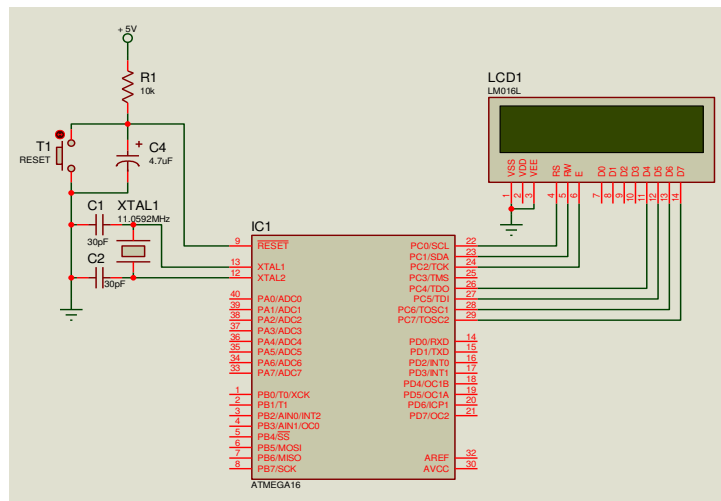 + 5V
R1
10k
T1
RESET
C4
+
4.7uF
C1
30pF
XTAL1
11.0592MHz
C2
30pF
LCD1
LM016L
VSS VDD VEE RS RW E D0 D1 D2 D3 D4 D5 D6 D7
1 2 3 4 5 6 7 8 9 10 11 12 13 14
IC1
9 RESET PC0/SCL 22
PC1/SDA 23
13 XTAL1 PC2/TCK 24
12 XTAL2 PC3/TMS 25
PC4/TDO 26
40 PA0/ADC0 PC5/TDI 27
39 PA1/ADC1 PC6/TOSC1 28
38 PA2/ADC2 PC7/TOSC2 29
37 PA3/ADC3
36 PA4/ADC4 PD0/RXD 14
35 PA5/ADC5 PD1/TXD 15
34 PA6/ADC6 PD2/INT0 16
33 PA7/ADC7 PD3/INT1 17
PD4/OC1B 18
1 PB0/T0/XCK PD5/OC1A 19
2 PB1/T1 PD6/ICP1 20
3 PB2/AIN0/INT2 PD7/OC2 21
4 PB3/AIN1/OC0
5 PB4/SS
6 PB5/MOSI
7 PB6/MISO AREF 32
8 PB7/SCK AVCC 30
ATMEGA16